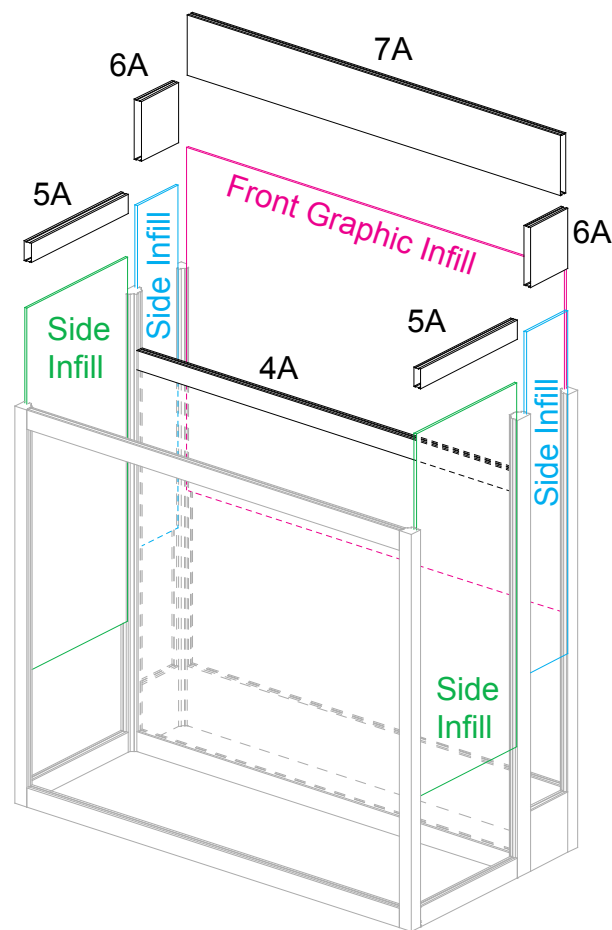 7A
6A
5A
Side Infill
Front Graphic Infill
6A
Side
Infill
5A
4A
Side Infill
Side
Infill